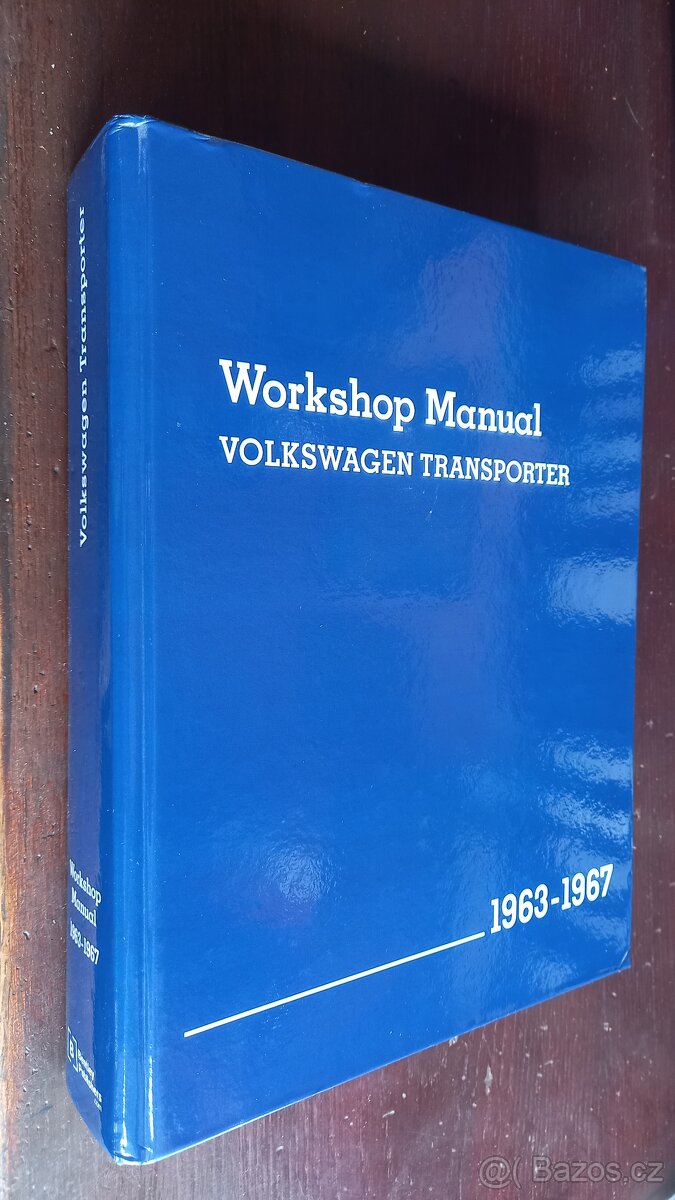 Workshop Manual
VOLKSWAGEN TRANSPORTER
1963-1967
Volkswagen Transporter
Workshop
Manual
1963-1967
B
Bentley
Publishers
@( Bazos.cz